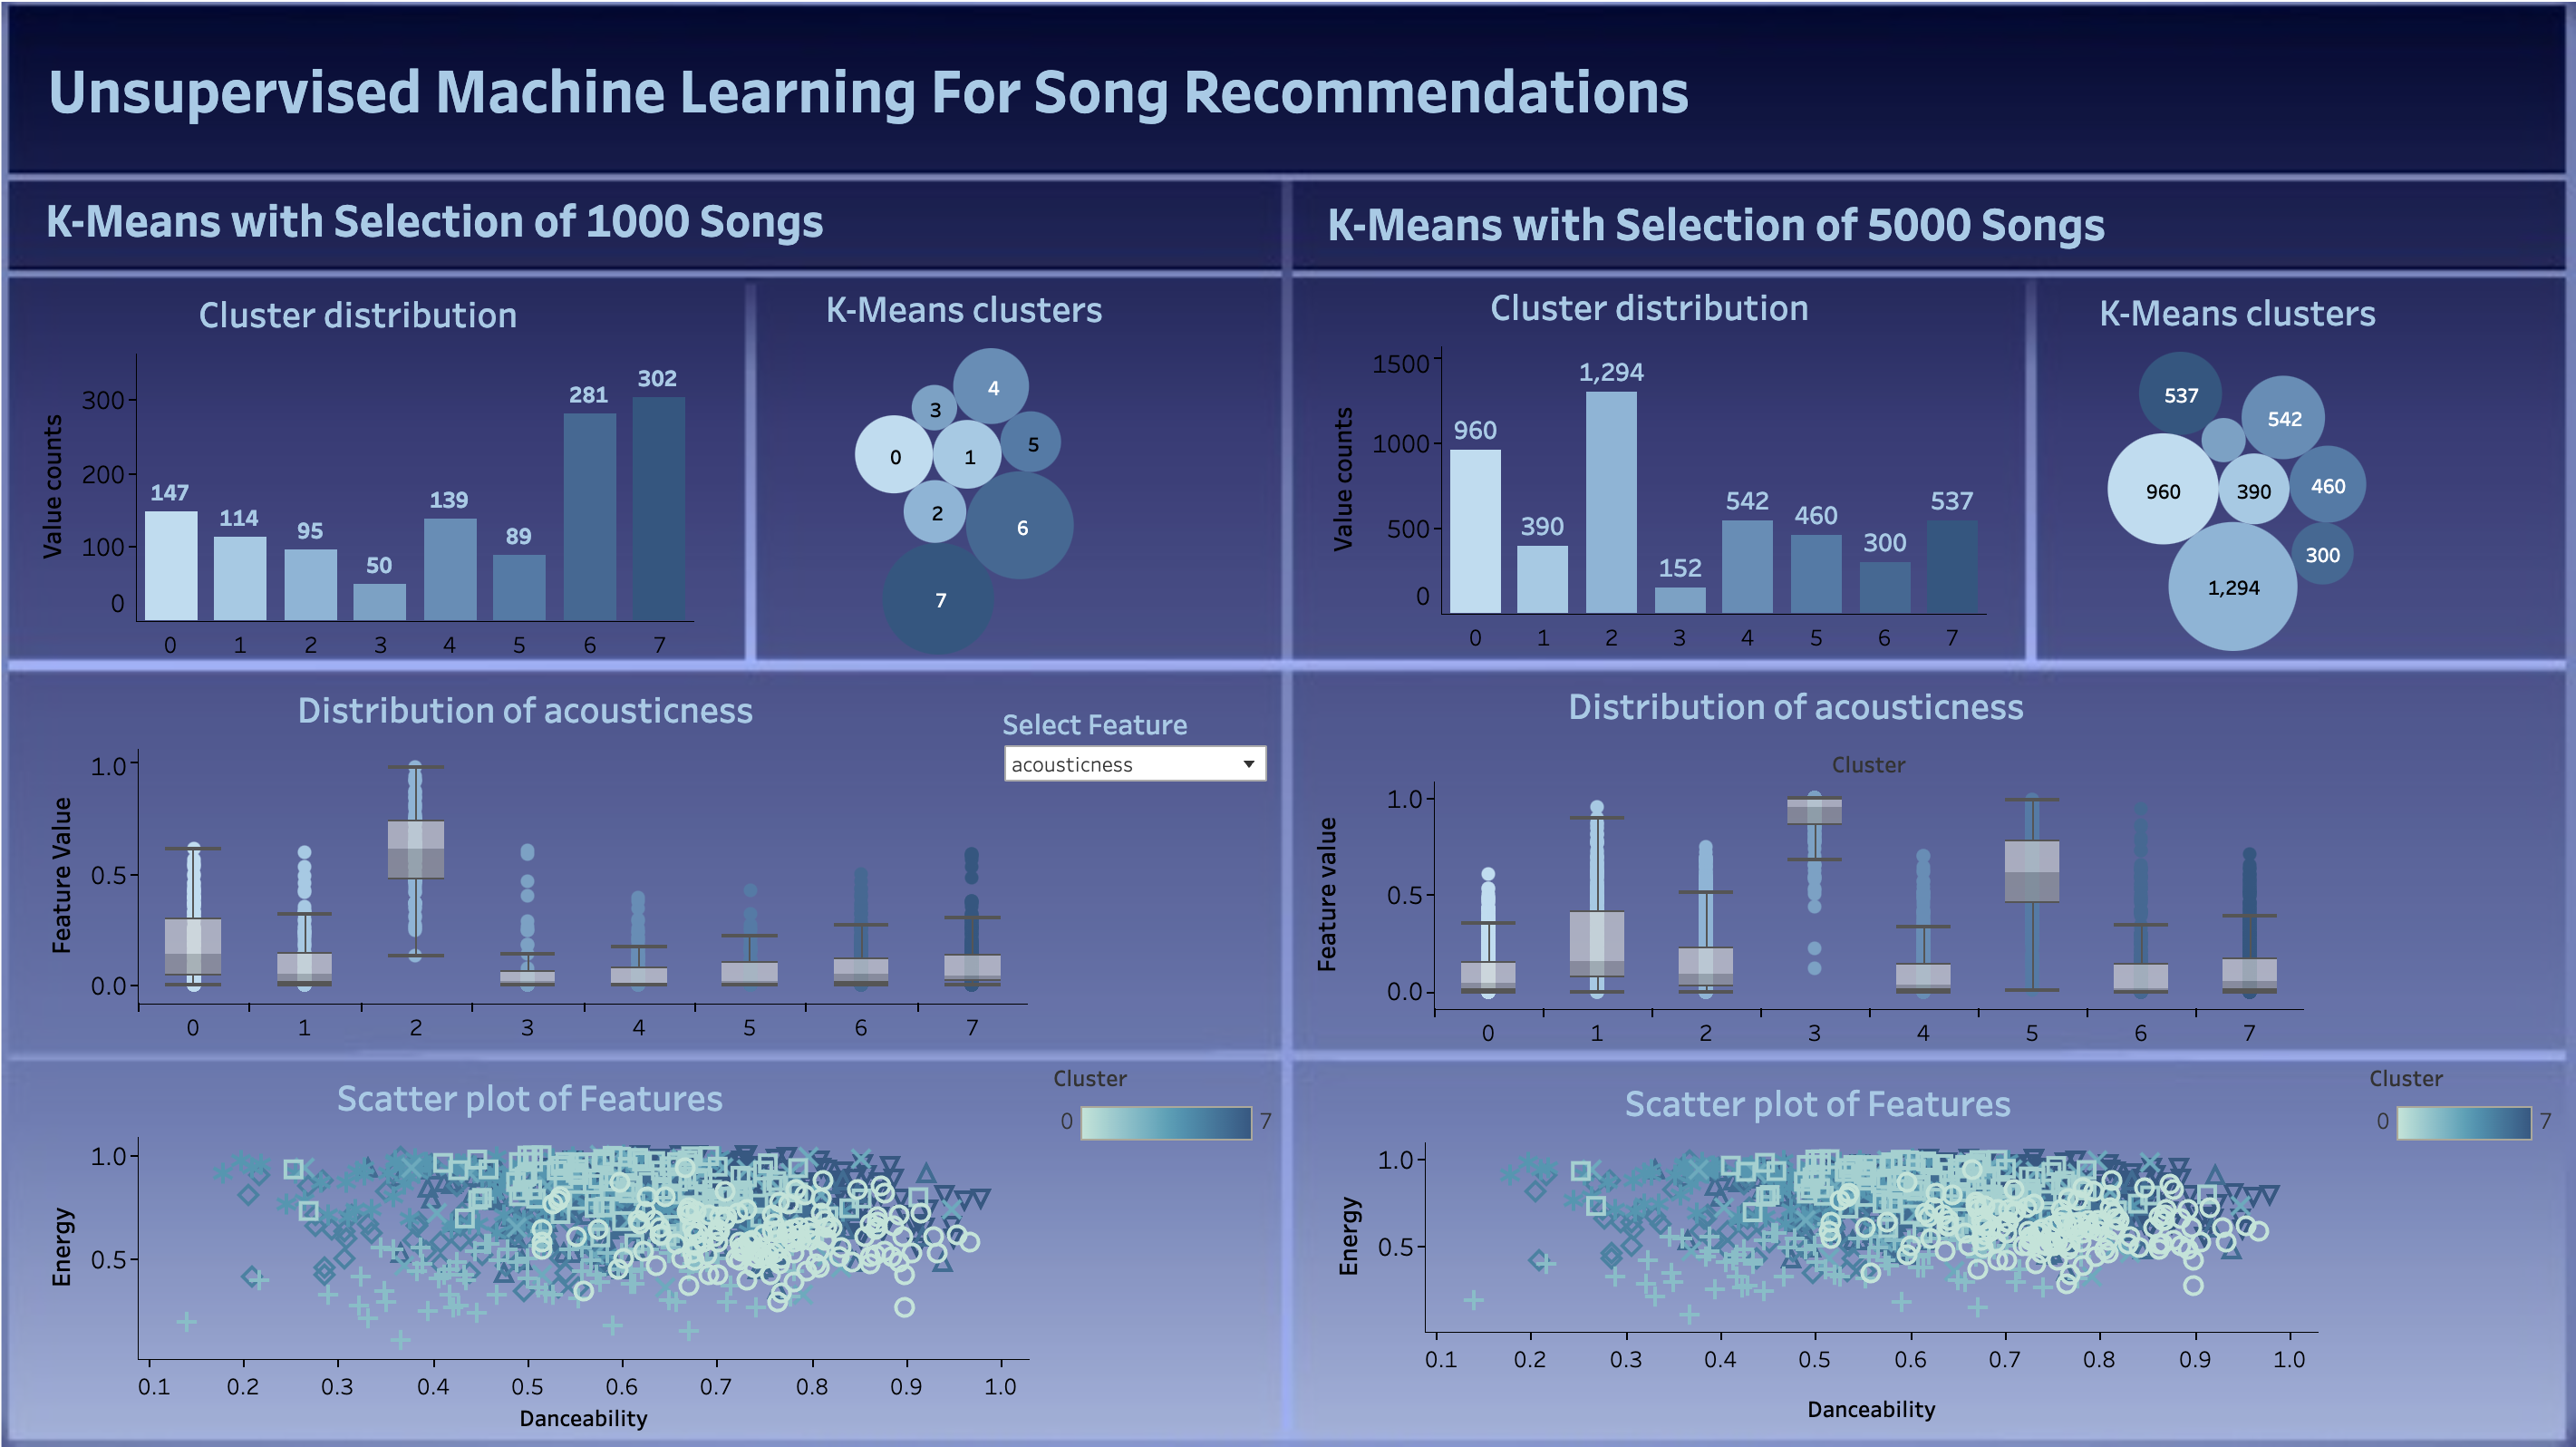 Unsupervised Machine Learning For Song Recommendations
K-Means with Selection of 1000 Songs
Cluster distribution
Value counts
300
200
100
0
147
114
95
50
139
89
281
302
0 1 2 3 4 5 6 7
K-Means clusters
4
3
5
0
1
2
6
7
Distribution of acousticness
Select Feature
acousticness
Feature Value
1.0
0.5
0.0
0 1 2 3 4 5 6 7
Scatter plot of Features
Cluster
0 7
Energy
1.0
0.5
0.1 0.2 0.3 0.4 0.5 0.6 0.7 0.8 0.9 1.0
Danceability
K-Means with Selection of 5000 Songs
Cluster distribution
Value counts
1500
1000
500
0
960
390
1,294
152
542
460
300
537
0 1 2 3 4 5 6 7
K-Means clusters
537
542
960
390
460
300
1,294
Distribution of acousticness
Cluster
Feature value
1.0
0.5
0.0
0 1 2 3 4 5 6 7
Scatter plot of Features
Cluster
0 7
Energy
1.0
0.5
0.1 0.2 0.3 0.4 0.5 0.6 0.7 0.8 0.9 1.0
Danceability